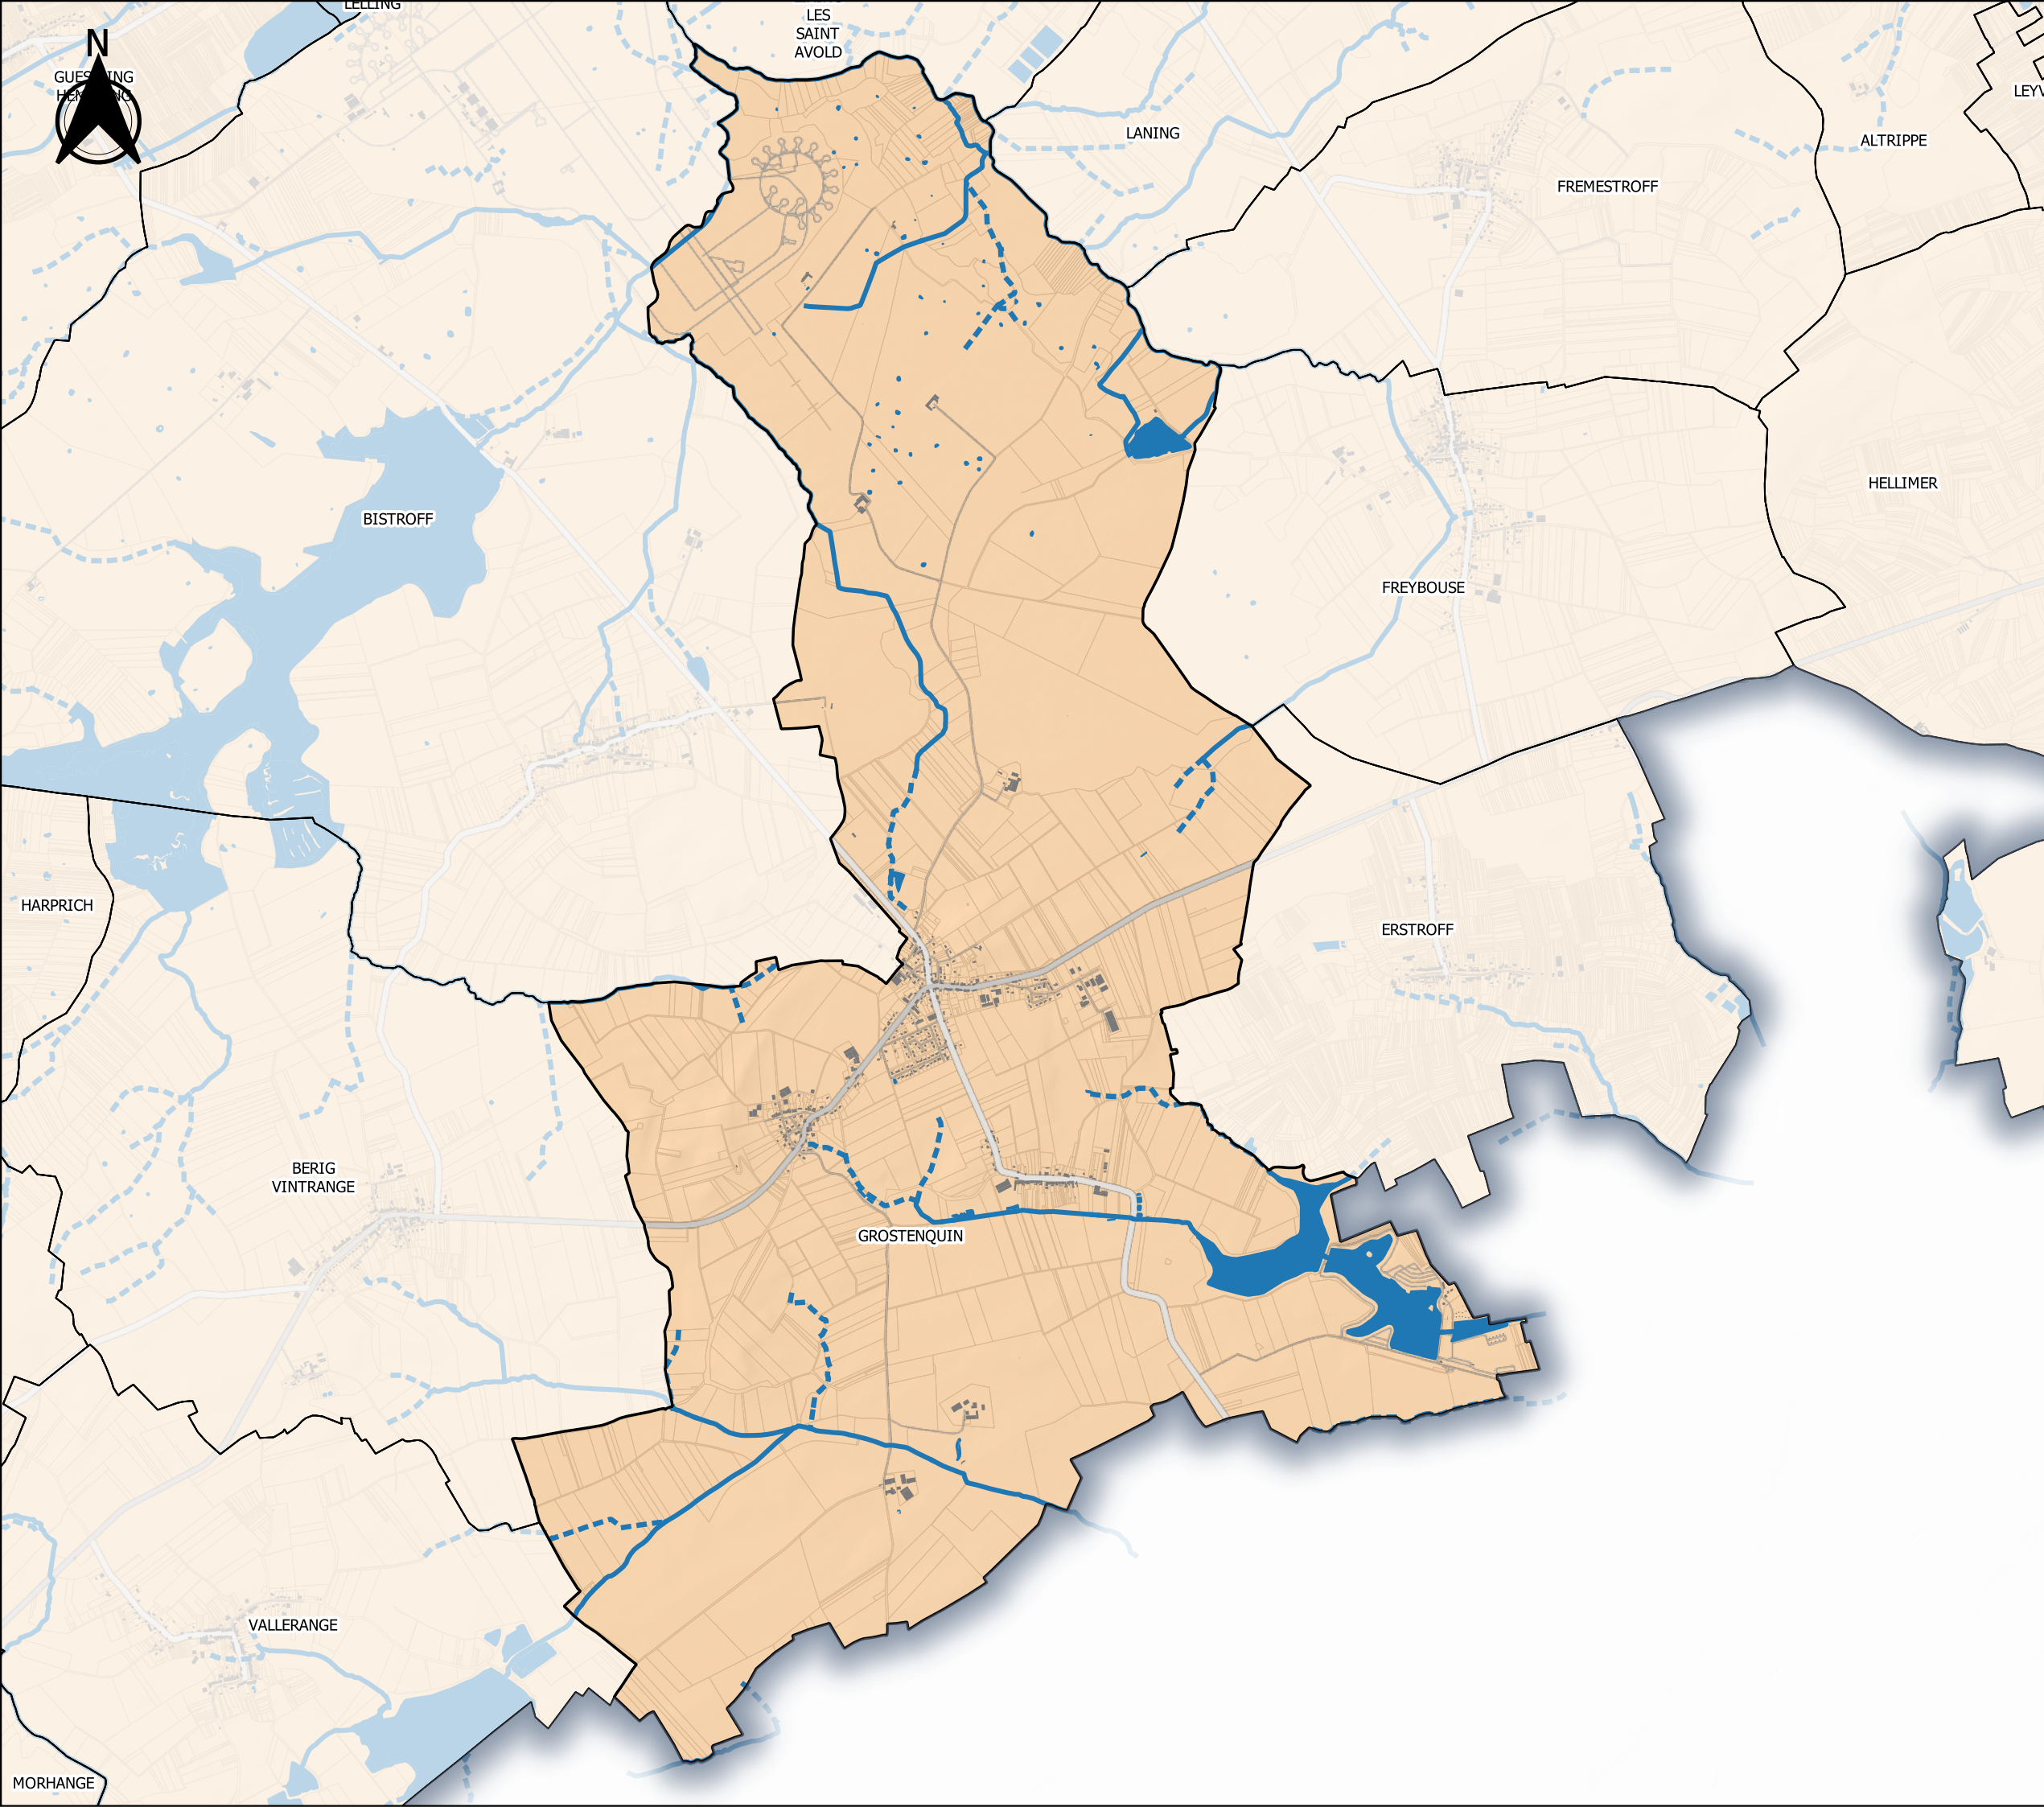 LELLING
LES
SAINT
AVOLD
N
LANING
ALTRIPPE
FREMESTROFF
HELLIMER
BISTROFF
FREYBOUSE
HARPRICH
ERSTROFF
BERIG
VINTRANGE
GROSTENQUIN
VALLERANGE
MORHANGE